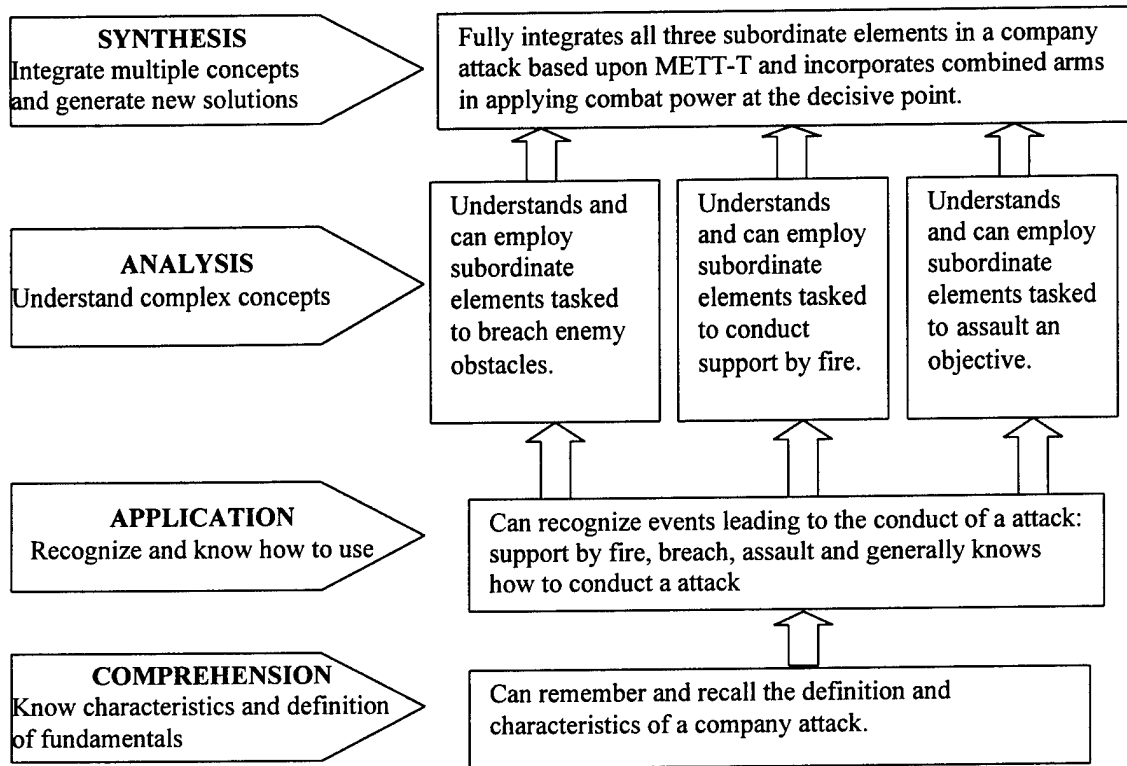 SYNTHESIS
Integrate multiple concepts
and generate new solutions
Fully integrates all three subordinate elements in a company
attack based upon METT-T and incorporates combined arms
in applying combat power at the decisive point.
ANALYSIS
Understand complex concepts
Understands and
can employ
subordinate
elements tasked
to breach enemy
obstacles.
Understands
and can employ
subordinate
elements tasked
to conduct
support by fire.
Understands
and can employ
subordinate
elements tasked
to assault an
objective.
APPLICATION
Recognize and know how to use
Can recognize events leading to the conduct of a attack:
support by fire, breach, assault and generally knows
how to conduct a attack
COMPREHENSION
Know characteristics and definition
of fundamentals
Can remember and recall the definition and
characteristics of a company attack.